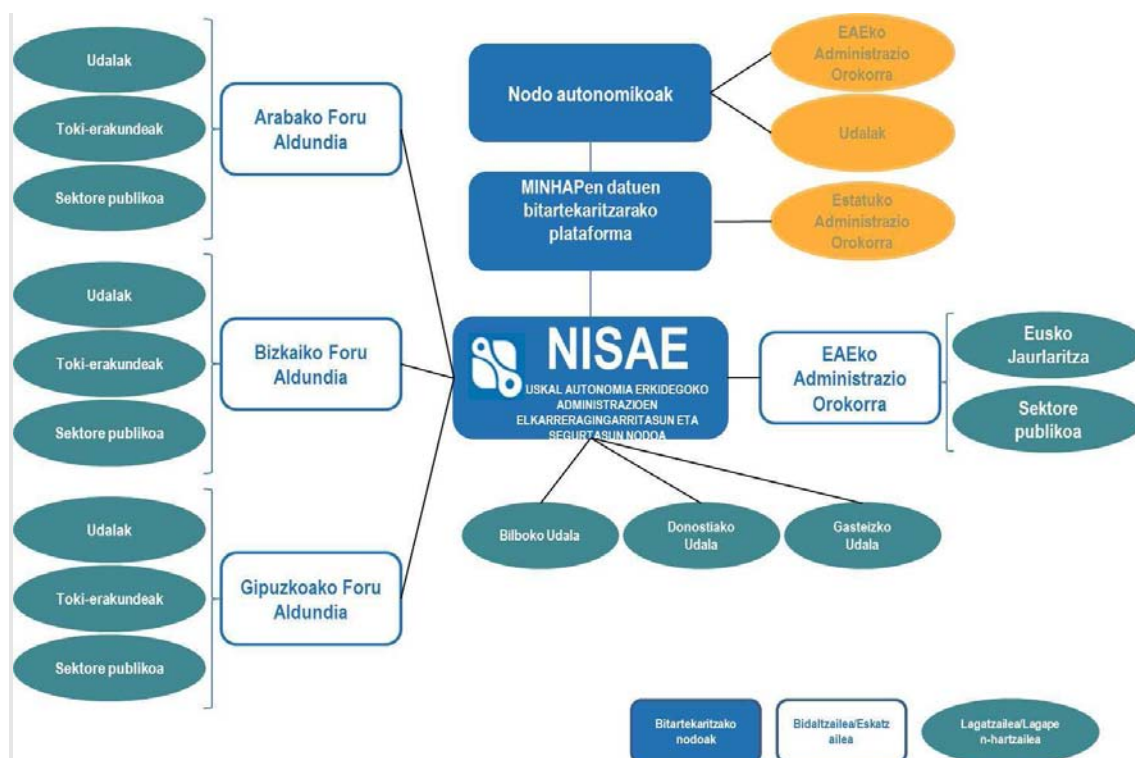 Udalak
Toki-erakundeak
Sektore publikoa
Arabako Foru
Aldundia
Udalak
Toki-erakundeak
Sektore publikoa
Bizkaiko Foru
Aldundia
Udalak
Toki-erakundeak
Sektore publikoa
Gipuzkoako Foru
Aldundia
Nodo autonomikoak
EAEko
Administrazio
Orokorra
Udalak
MINHAPen datuen
bitartekaritzarako
plataforma
Estatuko
Administrazio
Orokorra
NISAE
USKAL AUTONOMIA ERKIDEGOKO
ADMINISTRAZIOEN
ELKARRERAGINGARRITASUN ETA
SEGURTASUN NODOA
EAEko
Administrazio
Orokorra
Eusko
Jaurlaritza
Sektore
publikoa
Bilboko Udala
Donostiako
Udala
Gasteizko
Udala
Bitartekaritzako
nodoak
Bidaltzailea/Eskatz
ailea
Lagatzailea/Lagape
n-hartzailea